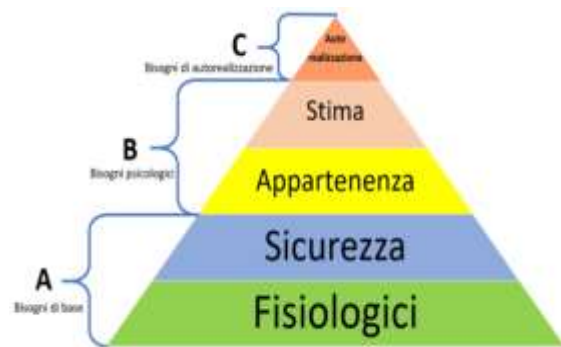 C
Bisogni di autorealizzazione
Auto
realizzazione
Stima
B
Bisogni psicologici
Appartenenza
Sicurezza
A
Bisogni di base
Fisiologici